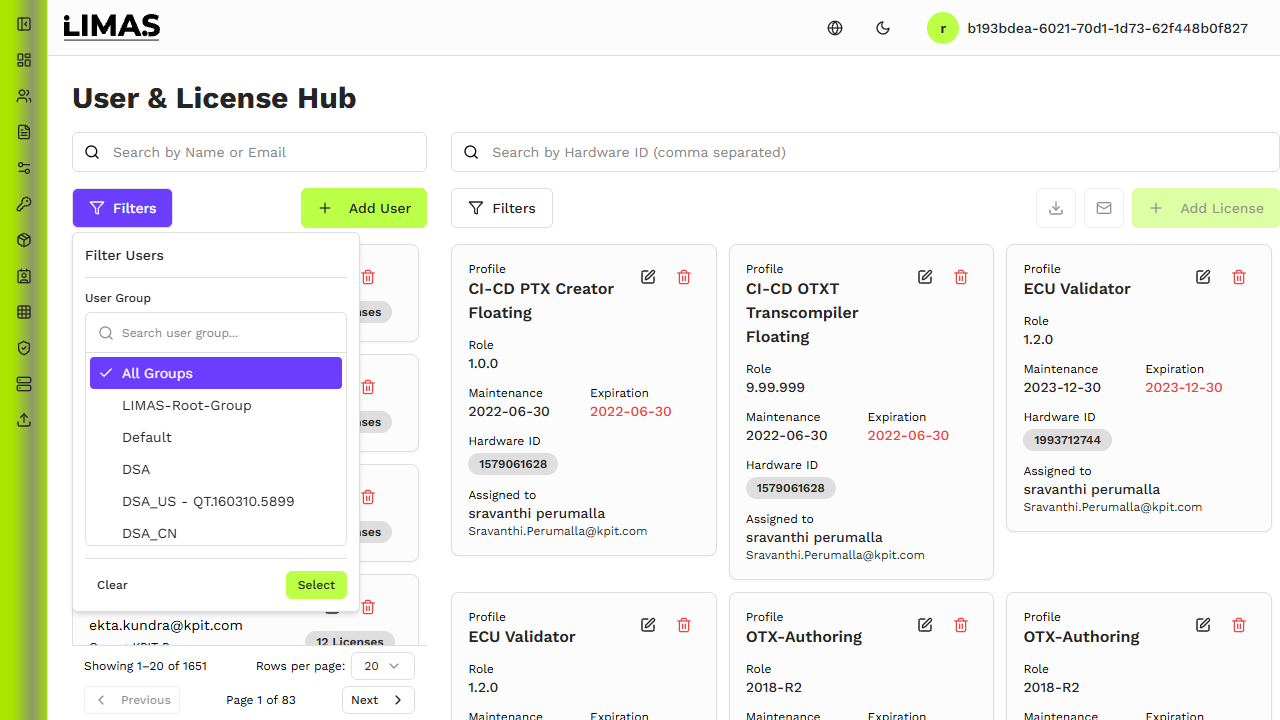 LIMAS
r
b193bdea-6021-70d1-1d73-62f448b0f827
User & License Hub
Search by Name or Email
Search by Hardware ID (comma separated)
Filters
Add User
Filters
Add License
Filter Users
User Group
Search user group...
All Groups
LIMAS-Root-Group
Default
DSA
DSA_US - QT.160310.5899
DSA_CN
Clear
Select
ekta.kundra@kpit.com
12 Licenses
Showing 1–20 of 1651
Rows per page:
20
Previous
Page 1 of 83
Next
Profile
CI-CD PTX Creator
Floating
Role
1.0.0
Maintenance
Expiration
2022-06-30
2022-06-30
Hardware ID
1579061628
Assigned to
sravanthi perumalla
Sravanthi.Perumalla@kpit.com
Profile
CI-CD OTXT
Transcompiler
Floating
Role
9.99.999
Maintenance
Expiration
2022-06-30
2022-06-30
Hardware ID
1579061628
Assigned to
sravanthi perumalla
Sravanthi.Perumalla@kpit.com
Profile
ECU Validator
Role
1.2.0
Maintenance
Expiration
2023-12-30
2023-12-30
Hardware ID
1993712744
Assigned to
sravanthi perumalla
Sravanthi.Perumalla@kpit.com
Profile
ECU Validator
Role
1.2.0
Maintenance
Expiration
Profile
OTX-Authoring
Role
2018-R2
Maintenance
Expiration
Profile
OTX-Authoring
Role
2018-R2
Maintenance
Expiration